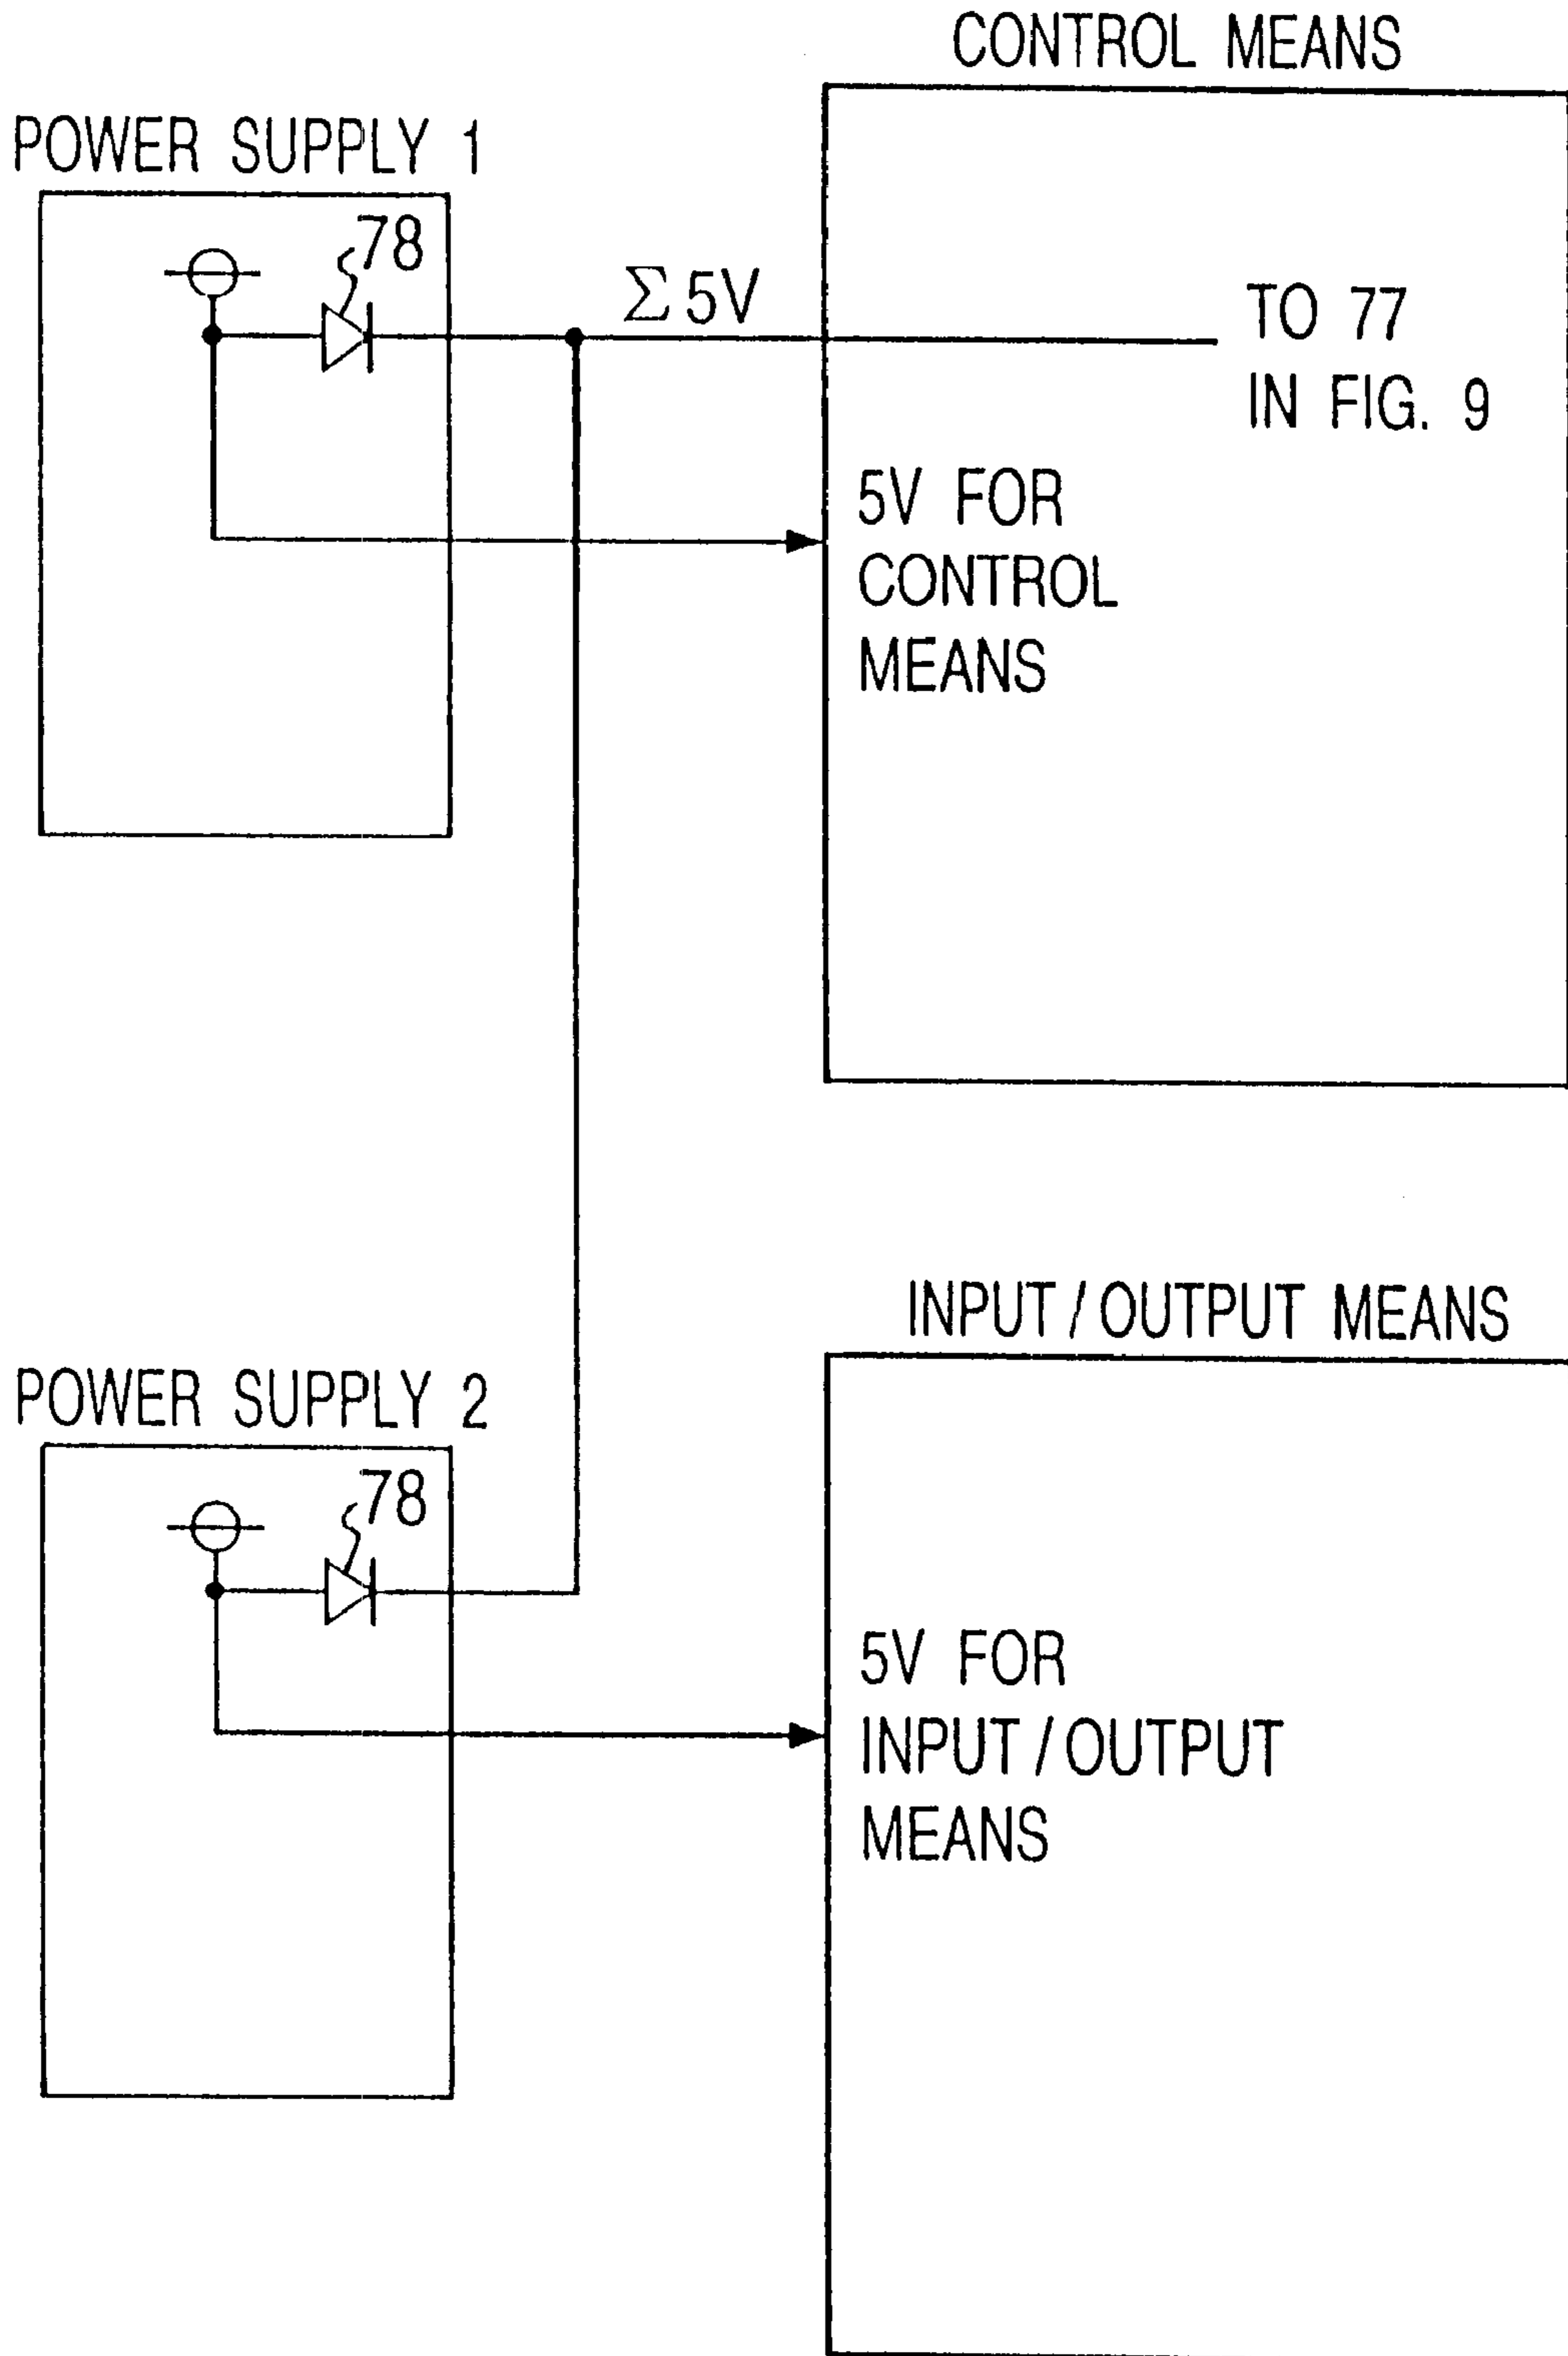 CONTROL MEANS
POWER SUPPLY 1
78
Σ5V
TO 77
IN FIG. 9
5V FOR
CONTROL
MEANS
INPUT/OUTPUT MEANS
POWER SUPPLY 2
78
5V FOR
INPUT/OUTPUT
MEANS